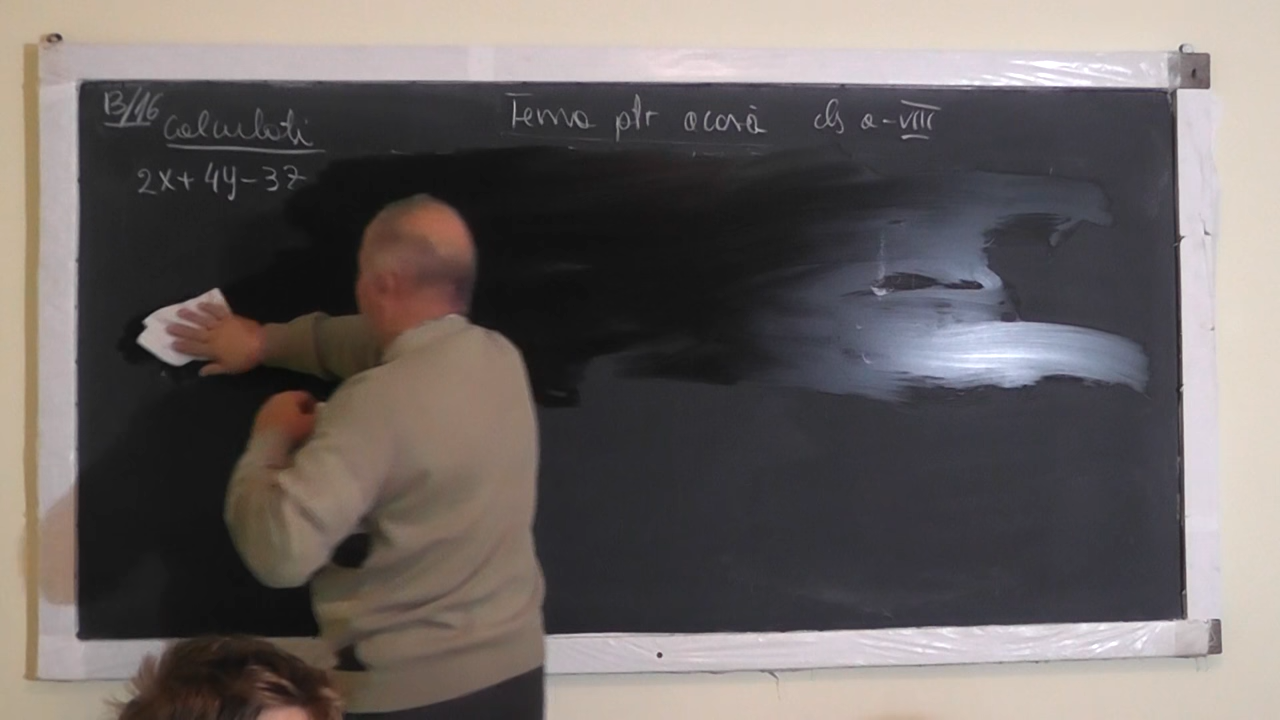 B/16
Calculati
Tema ptr acasă cls a-VIII
2x+4y-3z